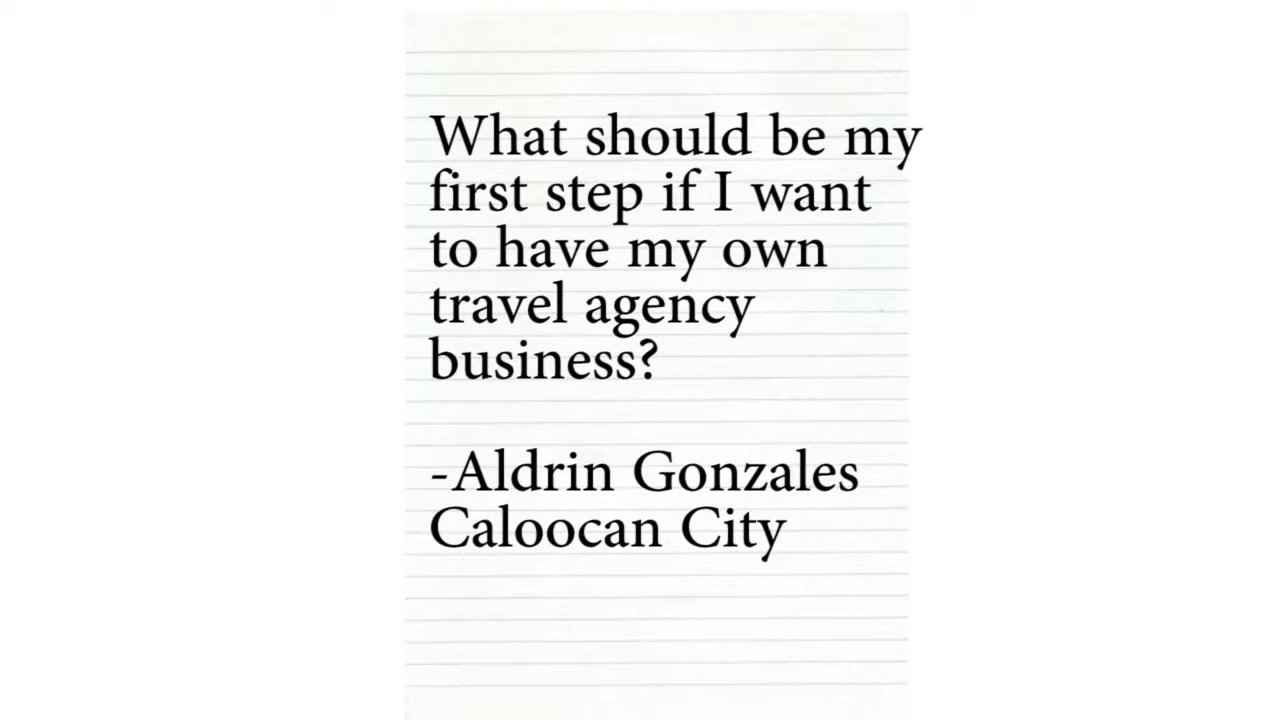 What should be my
first step if I want
to have my own
travel agency
business?
-Aldrin Gonzales
Caloocan City